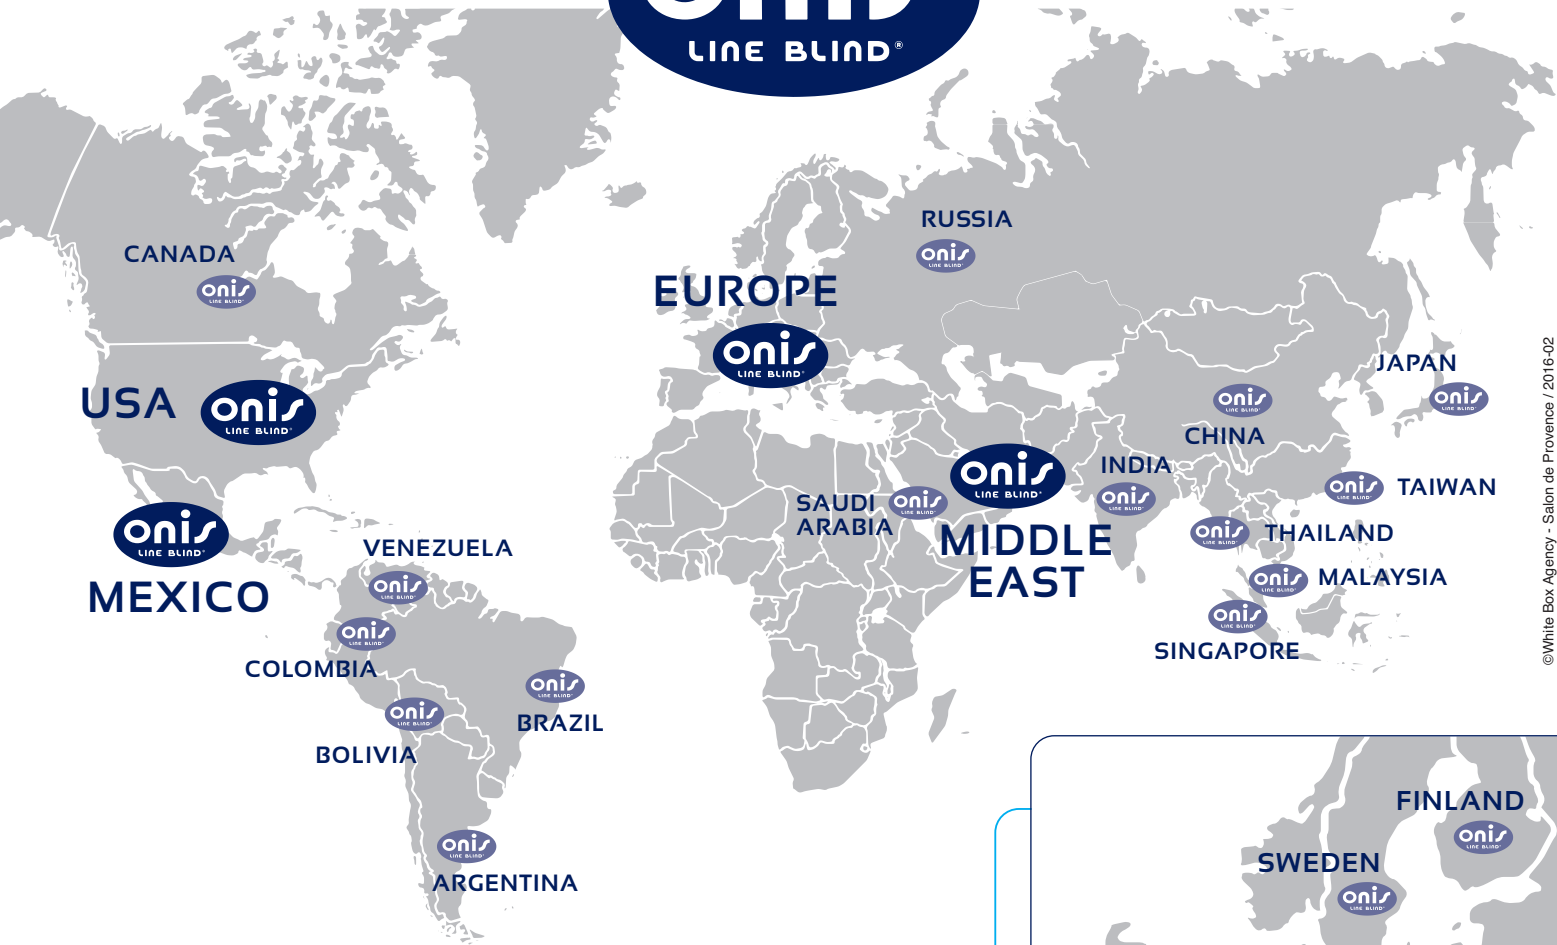 onis
LINE BLIND®
RUSSIA
onis
LINE BLIND
CANADA
onis
LINE BLIND
EUROPE
onis
LINE BLIND
JAPAN
onis
LINE BLIND
USA
onis
LINE BLIND
onis
LINE BLIND
CHINA
INDIA
onis
LINE BLIND
onis
LINE BLIND
MIDDLE
EAST
SAUDI
ARABIA
onis
LINE BLIND
onis
LINE BLIND
TAIWAN
onis
LINE BLIND
MEXICO
onis
LINE BLIND
THAILAND
VENEZUELA
onis
LINE BLIND
onis
LINE BLIND
MALAYSIA
onis
LINE BLIND
SINGAPORE
onis
LINE BLIND
COLOMBIA
onis
LINE BLIND
BRAZIL
onis
LINE BLIND
BOLIVIA
onis
LINE BLIND
ARGENTINA
FINLAND
onis
LINE BLIND
SWEDEN
onis
LINE BLIND
©White Box Agency - Salon de Provence / 2016-02